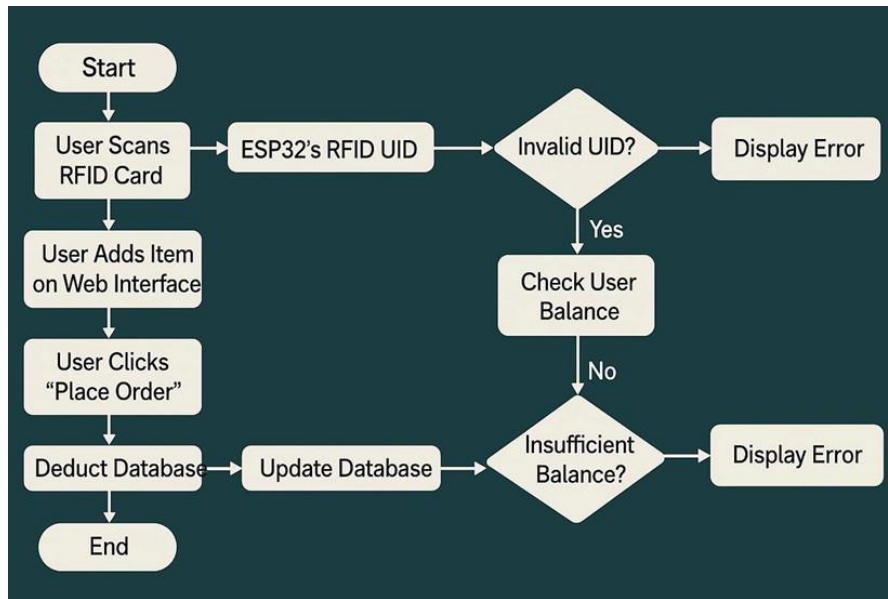 Start
User Scans
RFID Card
ESP32's RFID UID
Invalid UID?
Display Error
Yes
User Adds Item
on Web Interface
Check User
Balance
User Clicks
“Place Order”
No
Deduct Database
Update Database
Insufficient
Balance?
Display Error
End